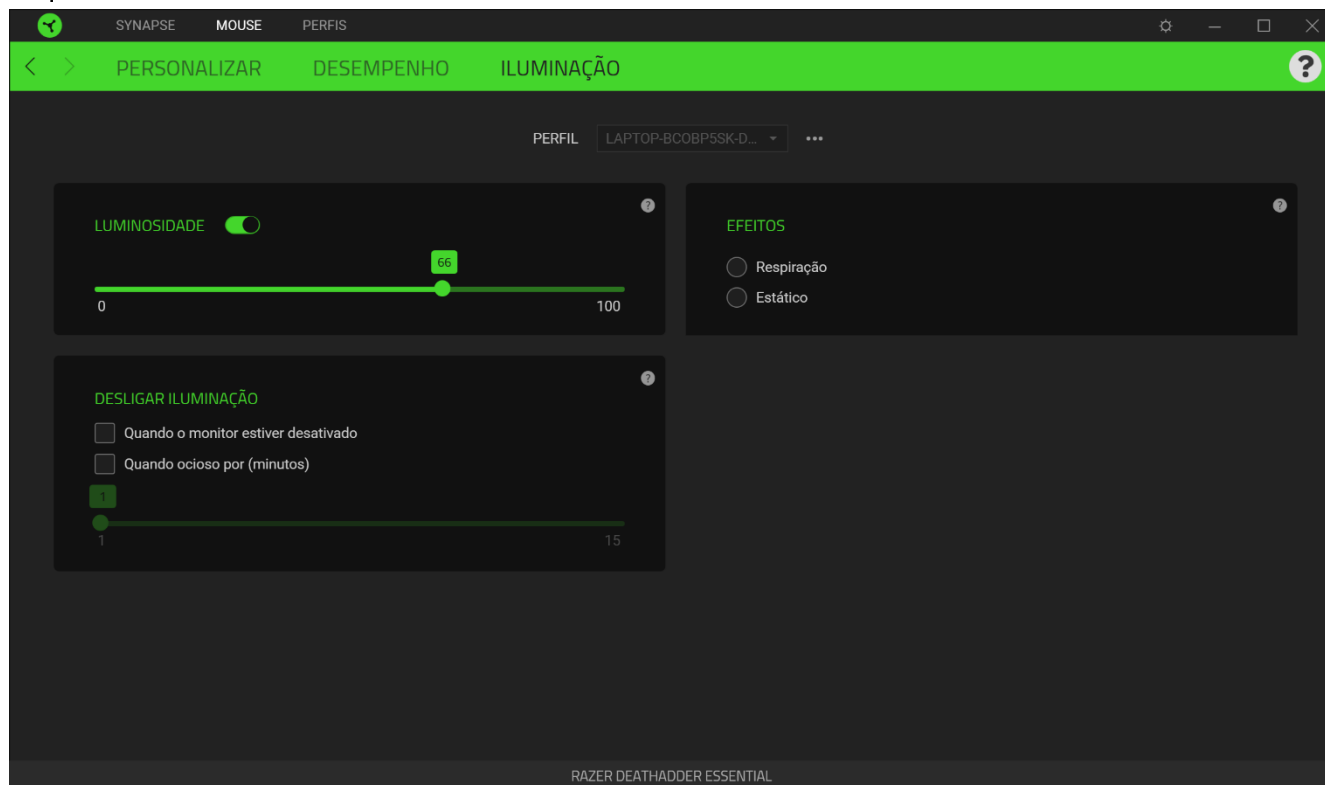 SYNAPSE MOUSE PERFIS
PERSONALIZAR DESEMPENHO ILUMINAÇÃO ?
PERFIL LAPTOP-BCOBP5SK-D... •••
LUMINOSIDADE ?
66
0 100
EFEITOS ?
Respiração
Estático
DESLIGAR ILUMINAÇÃO ?
Quando o monitor estiver desativado
Quando ocioso por (minutos)
1
1 15
RAZER DEATHADDER ESSENTIAL